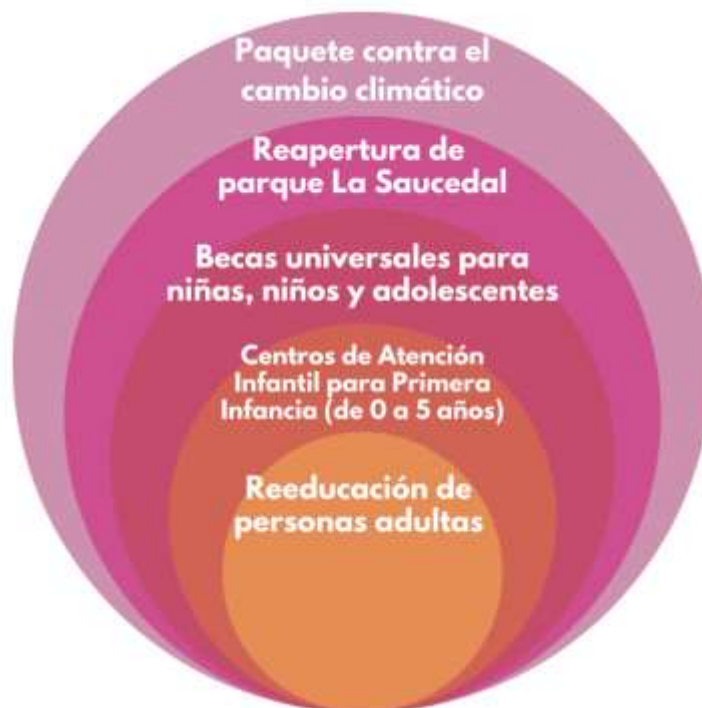 Paquete contra el
cambio climático
Reapertura de
parque La Saucedal
Becas universales para
niñas, niños y adolescentes
Centros de Atención
Infantil para Primera
Infancia (de 0 a 5 años)
Reeducación de
personas adultas